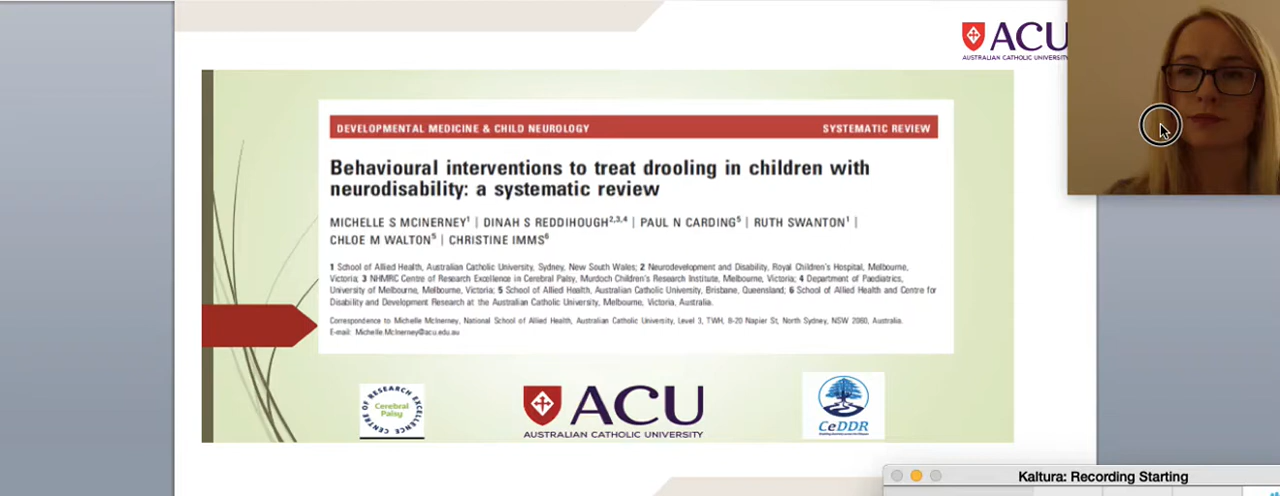 ACU
AUSTRALIAN CATHOLIC UNIVERSITY
DEVELOPMENTAL MEDICINE & CHILD NEUROLOGY SYSTEMATIC REVIEW
Behavioural interventions to treat drooling in children with
neurodisability: a systematic review
MICHELLE S MCINERNEY1 | DINAH S REDDIHOUGH2,3,4 | PAUL N CARDING5 | RUTH SWANTON1 |
CHLOE M WALTON5 | CHRISTINE IMMS6
1 School of Allied Health, Australian Catholic University, Sydney, New South Wales; 2 Neurodevelopment and Disability, Royal Children's Hospital, Melbourne,
Victoria; 3 NHMRC Centre of Research Excellence in Cerebral Palsy, Murdoch Children's Research Institute, Melbourne, Victoria; 4 Department of Paediatrics,
University of Melbourne, Melbourne, Victoria; 5 School of Allied Health, Australian Catholic University, Brisbane, Queensland; 6 School of Allied Health and Centre for
Disability and Development Research at the Australian Catholic University, Melbourne, Victoria, Australia.
Correspondence to Michelle McInerney, National School of Allied Health, Australian Catholic University, Level 3, TWH, 8-20 Napier St, North Sydney, NSW 2060, Australia.
E-mail: Michelle.McInerney@acu.edu.au
CENTRE OF RESEARCH EXCELLENCE
Cerebral
Palsy
ACU
AUSTRALIAN CATHOLIC UNIVERSITY
CeDDR
Kaltura: Recording Starting